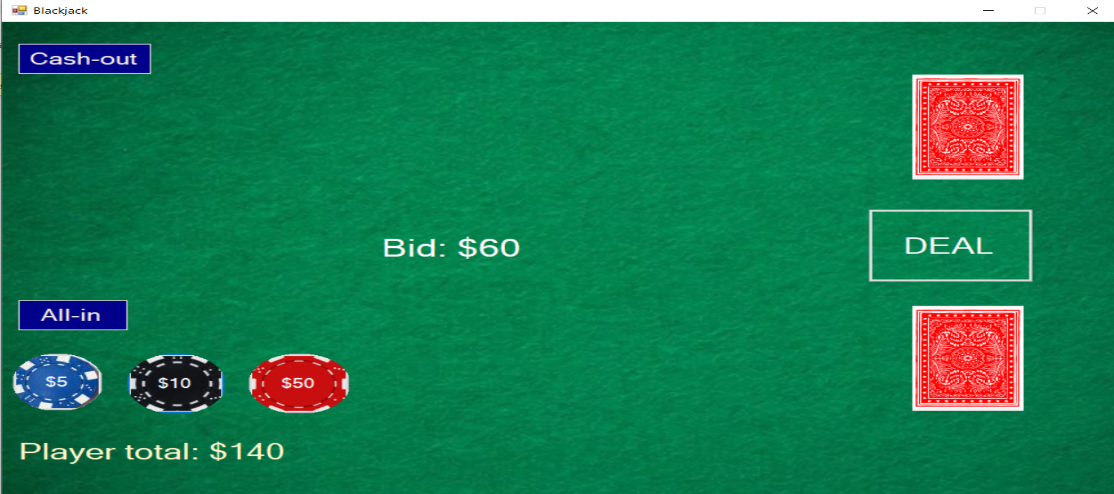 Blackjack
Cash-out
Bid: $60
DEAL
All-in
$5 $10 $50
Player total: $140